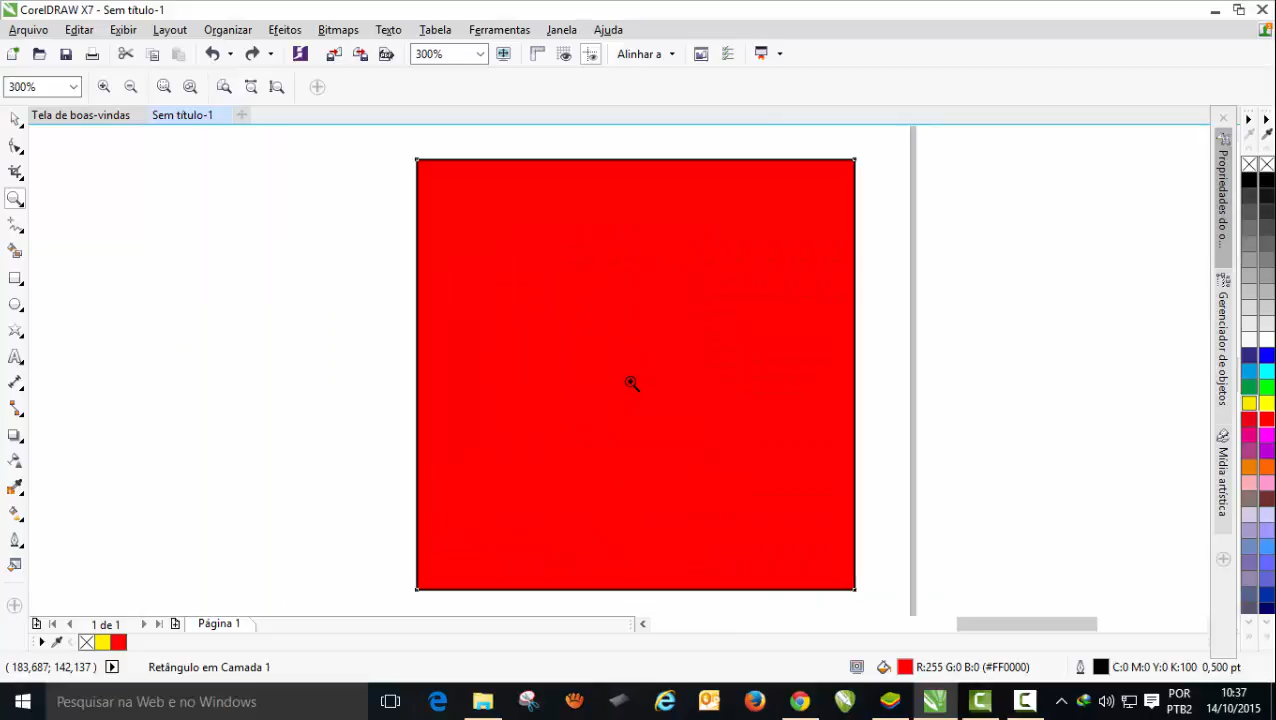 CorelDRAW X7 - Sem título-1
Arquivo Editar Exibir Layout Organizar Efeitos Bitmaps Texto Tabela Ferramentas Janela Ajuda
300% Alinhar a
300%
Tela de boas-vindas Sem título-1
Propriedades do o...
Gerenciador de objetos
Mídia artística
1 de 1 Página 1
( 183,687; 142,137 ) Retângulo em Camada 1 R:255 G:0 B:0 (#FF0000) C:0 M:0 Y:0 K:100 0,500 pt
Pesquisar na Web e no Windows POR 10:37
PTB2 14/10/2015